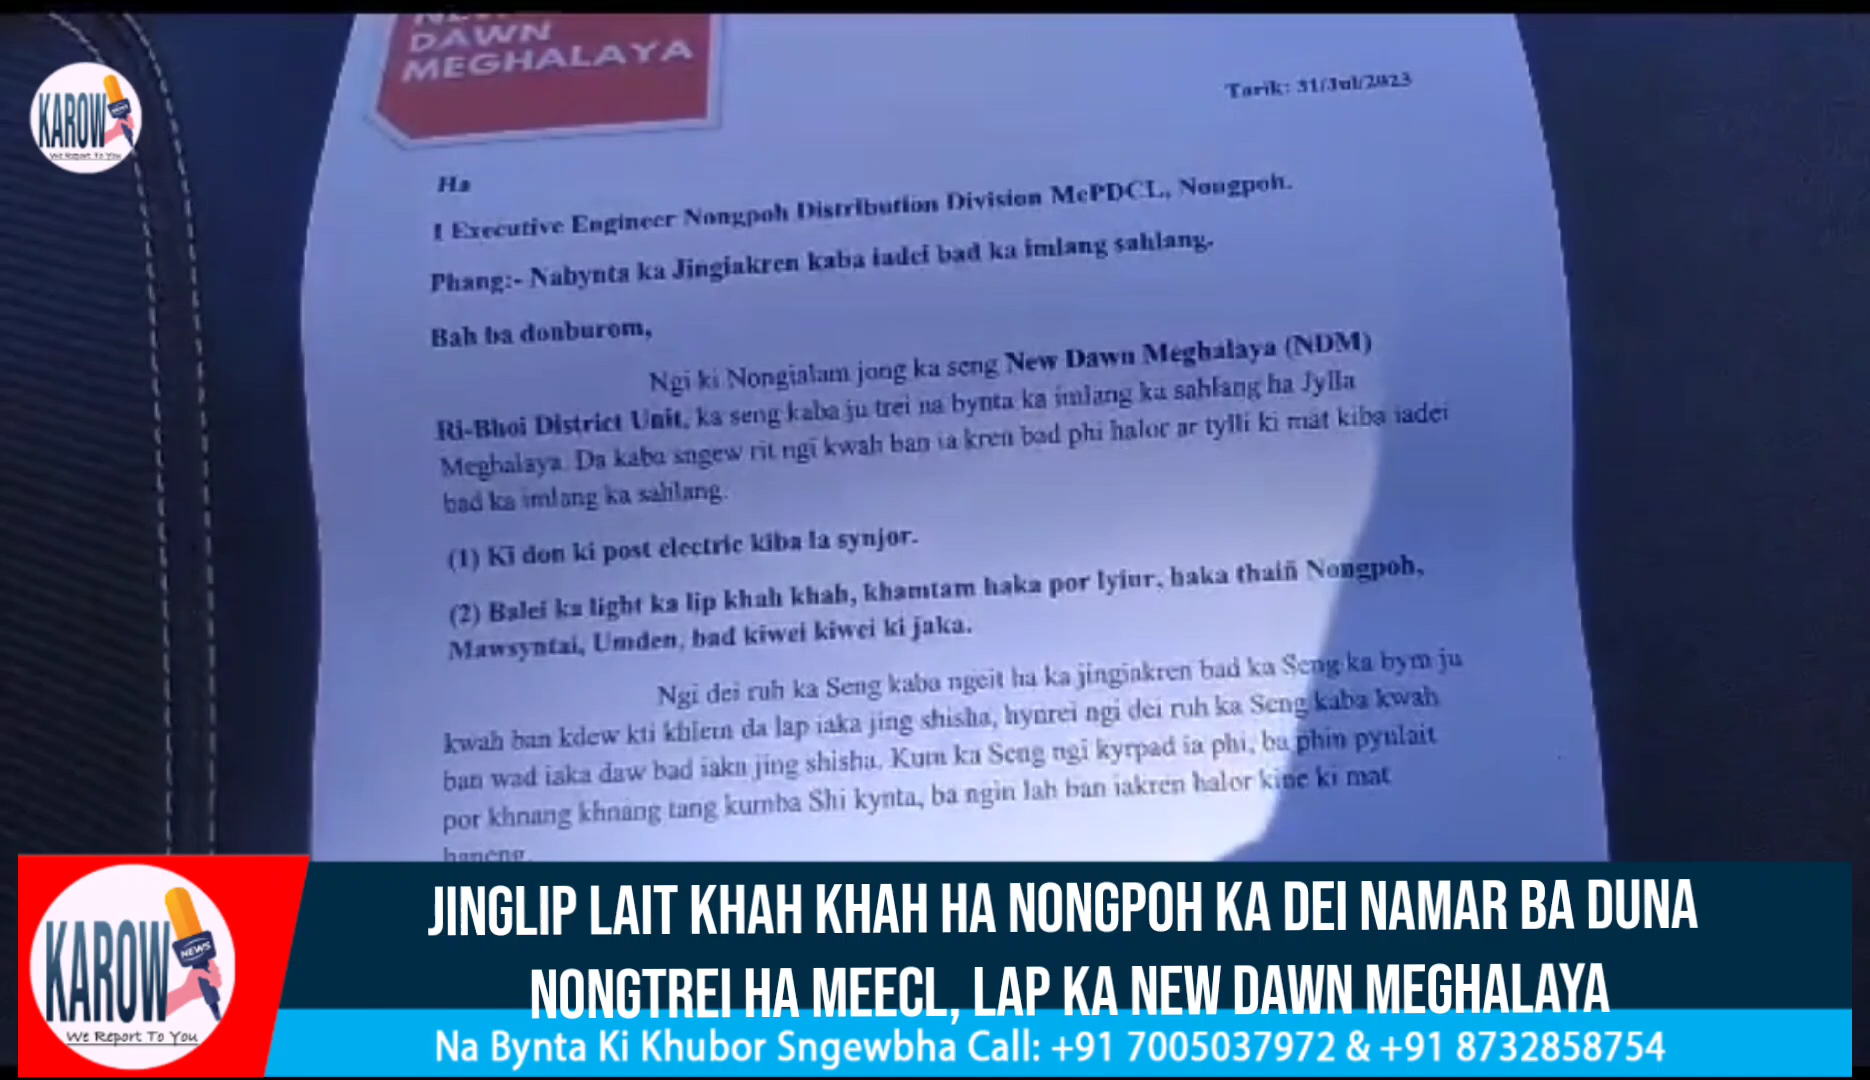 NEW
DAWN
MEGHALAYA
KAROW
NEWS
We Report To You
Tarik: 31/Jul/2023
Ha
I Executive Engineer Nongpoh Distribution Division MePDCL, Nongpoh.
Phang:- Nabynta ka Jingiakren kaba iadei bad ka imlang sahlang.
Bah ba donburom,
Ngi ki Nongialam jong ka seng New Dawn Meghalaya (NDM)
Ri-Bhoi District Unit, ka seng kaba ju trei na bynta ka imlang ka sahlang ha Jylla
Meghalaya. Da kaba sngew rit ngi kwah ban ia kren bad phi halor ar tylli ki mat kiba iadei
bad ka imlang ka sahlang.
(1) Ki don ki post electric kiba la synjor.
(2) Balei ka light ka lip khah khah, khamtam haka por lyiur, haka thaiñ Nongpoh,
Mawsyntai, Umden, bad kiwei kiwei ki jaka.
Ngi dei ruh ka Seng kaba ngeit ha ka jingiakren bad ka Seng ka bym ju
kwah ban kdew kti khlem da lap iaka jing shisha, hynrei ngi dei ruh ka Seng kaba kwah
ban wad iaka daw bad iaka jing shisha. Kum ka Seng ngi kyrpad ia phi, ba phin pynlait
por khnang khnang tang kumba Shi kynta, ba ngin lah ban iakren halor kine ki mat
haneng.
KAROW
NEWS
We Report To You
JINGLIP LAIT KHAH KHAH HA NONGPOH KA DEI NAMAR BA DUNA
NONGTREI HA MEECL, LAP KA NEW DAWN MEGHALAYA
Na Bynta Ki Khubor Sngewbha Call: +91 7005037972 & +91 8732858754